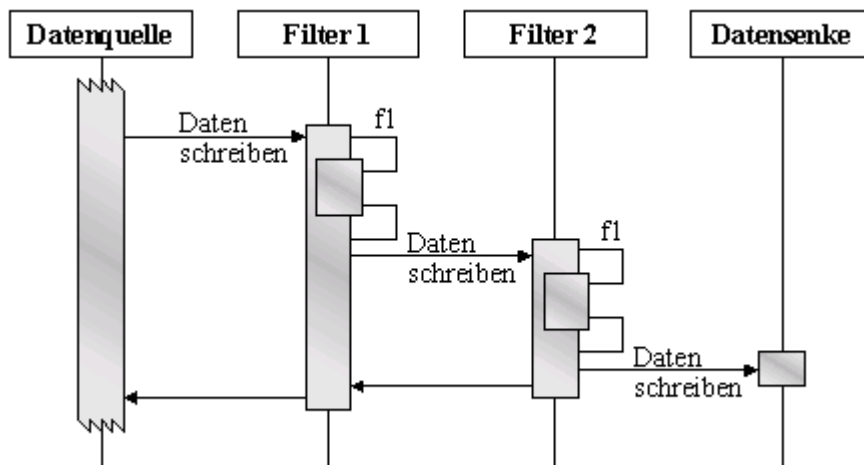 Datenquelle
Filter 1
Filter 2
Datensenke
Daten
schreiben
f1
Daten
schreiben
f1
Daten
schreiben